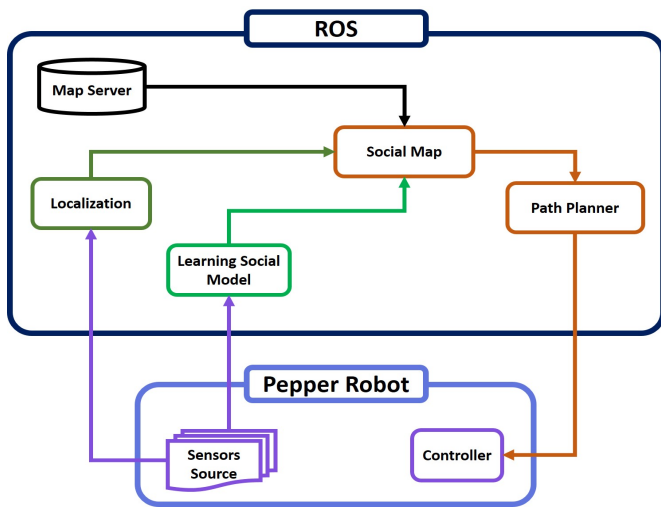 ROS
Map Server
Social Map
Localization
Path Planner
Learning Social
Model
Pepper Robot
Sensors
Source
Controller